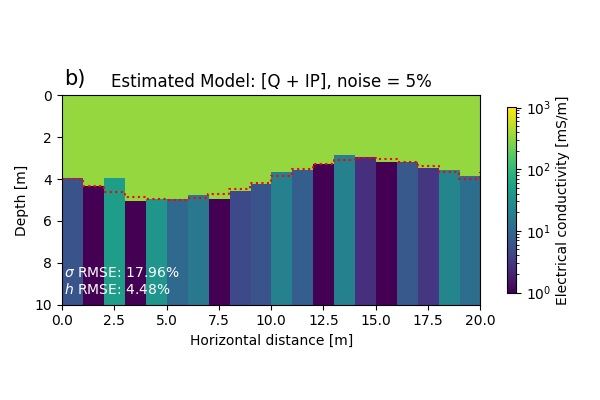 b)
Estimated Model: [Q + IP], noise = 5%
0
2
4
6
8
10
Depth [m]
σ RMSE: 17.96%
h RMSE: 4.48%
0.0 2.5 5.0 7.5 10.0 12.5 15.0 17.5 20.0
Horizontal distance [m]
10³
10²
10¹
10⁰
Electrical conductivity [mS/m]